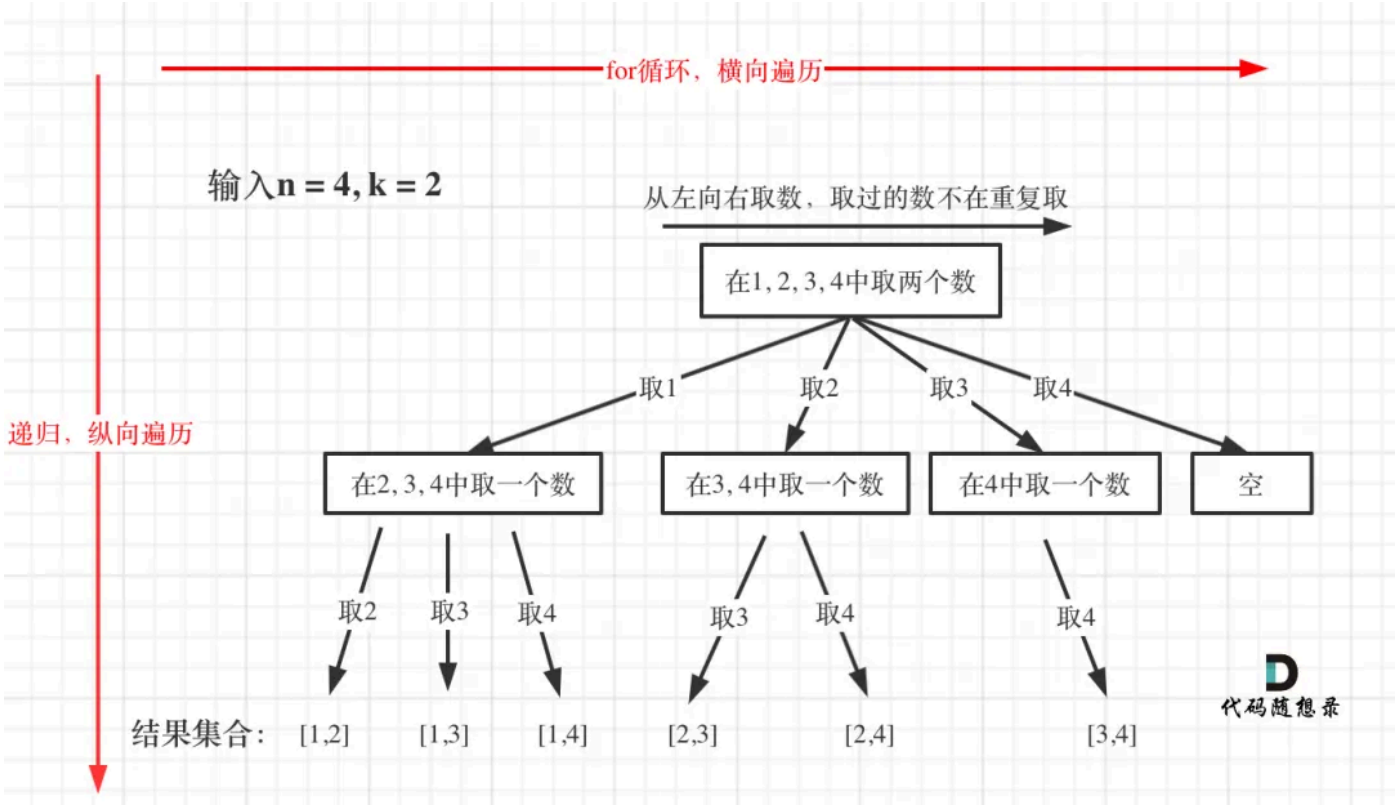 for循环，横向遍历
输入n = 4, k = 2
从左向右取数，取过的数不在重复取
在1, 2, 3, 4中取两个数
取1
取2
取3
取4
递归，纵向遍历
在2, 3, 4中取一个数
在3, 4中取一个数
在4中取一个数
空
取2
取3
取4
取3
取4
取4
代码随想录
结果集合： [1,2] [1,3] [1,4] [2,3] [2,4] [3,4]